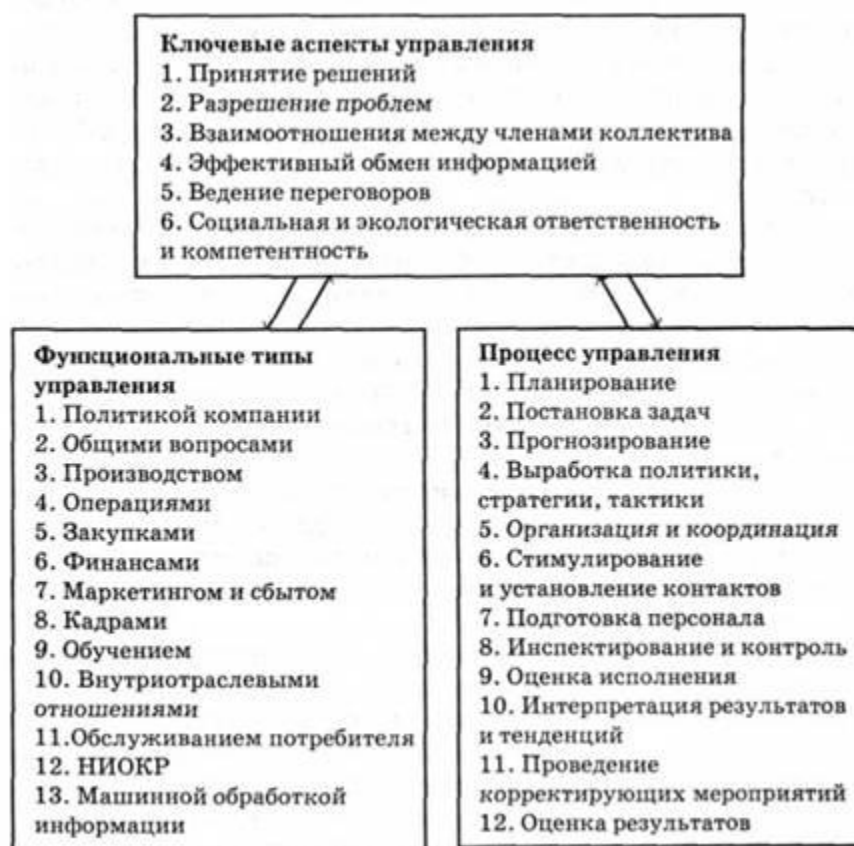 Ключевые аспекты управления
1. Принятие решений
2. Разрешение проблем
3. Взаимоотношения между членами коллектива
4. Эффективный обмен информацией
5. Ведение переговоров
6. Социальная и экологическая ответственность
и компетентность
Функциональные типы
управления
1. Политикой компании
2. Общими вопросами
3. Производством
4. Операциями
5. Закупками
6. Финансами
7. Маркетингом и сбытом
8. Кадрами
9. Обучением
10. Внутриотраслевыми
отношениями
11.Обслуживанием потребителя
12. НИОКР
13. Машинной обработкой
информации
Процесс управления
1. Планирование
2. Постановка задач
3. Прогнозирование
4. Выработка политики,
стратегии, тактики
5. Организация и координация
6. Стимулирование
и установление контактов
7. Подготовка персонала
8. Инспектирование и контроль
9. Оценка исполнения
10. Интерпретация результатов
и тенденций
11. Проведение
корректирующих мероприятий
12. Оценка результатов